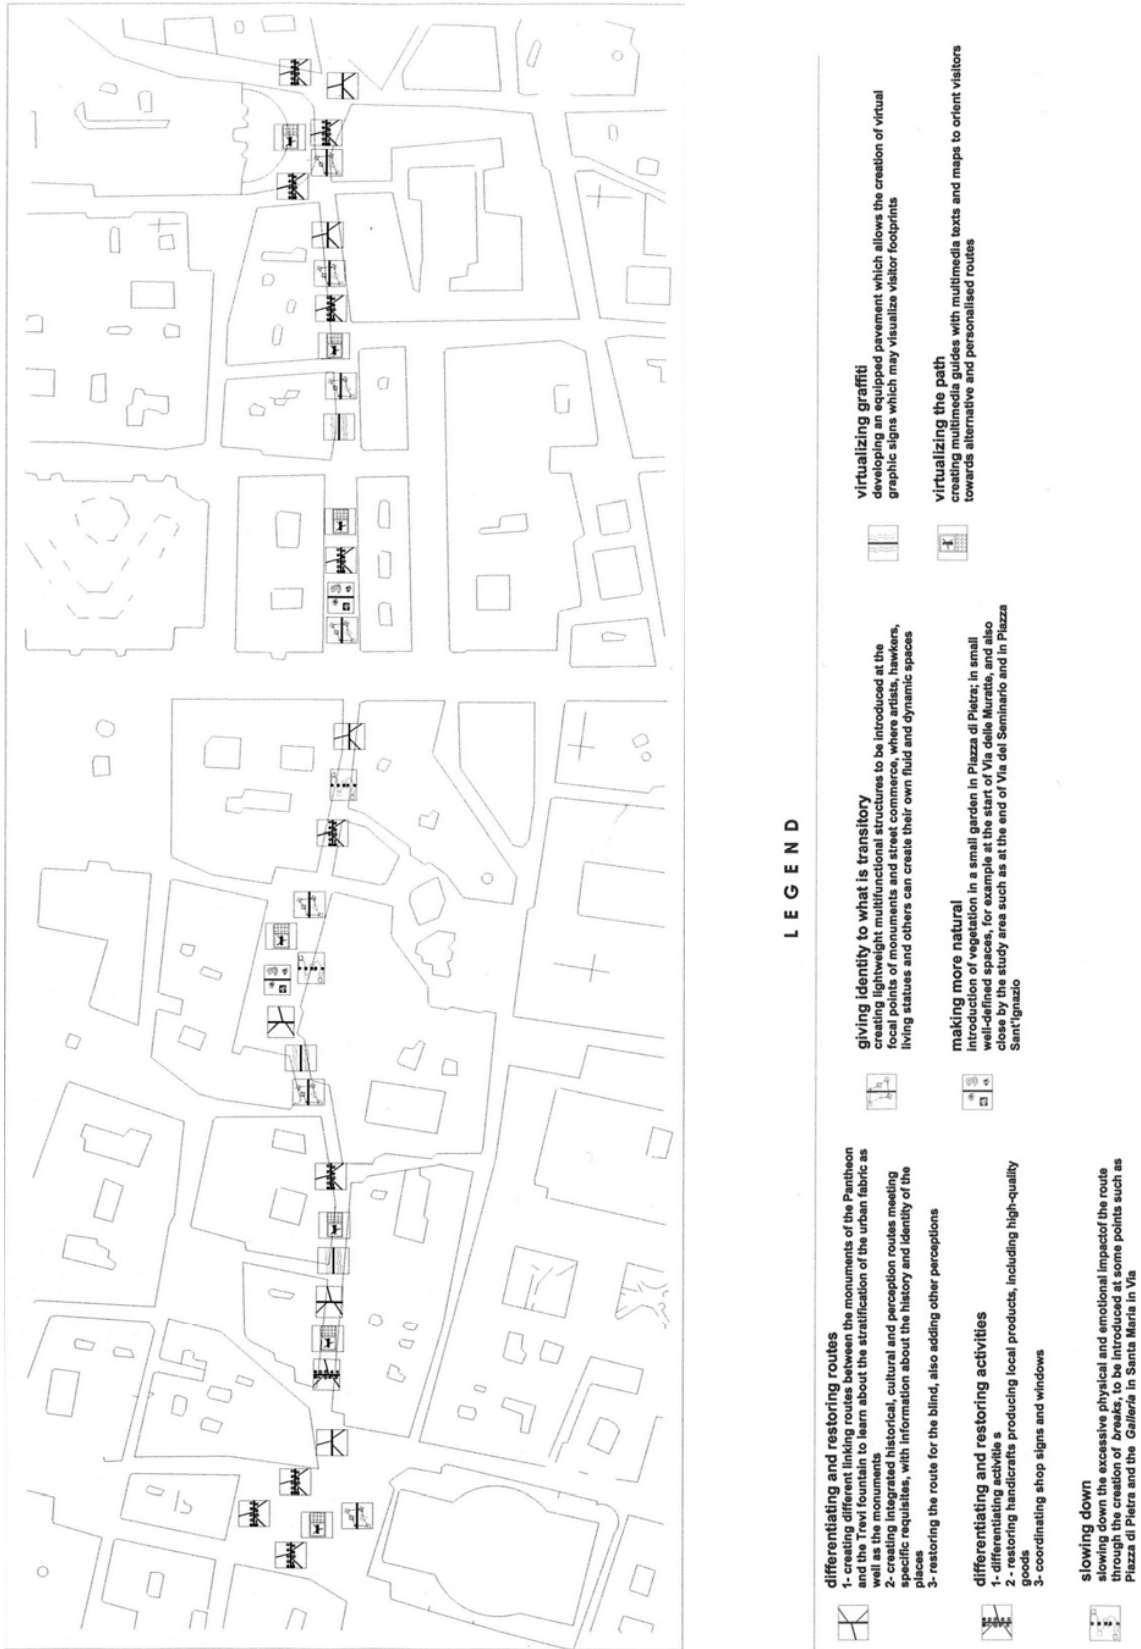 LEGEND
differentiating and restoring routes
1- creating different linking routes between the monuments of the Pantheon
and the Trevi fountain to learn about the stratification of the urban fabric as
well as the monuments
2- creating integrated historical, cultural and perception routes meeting
specific requisites, with information about the history and identity of the
places
3- restoring the route for the blind, also adding other perceptions
differentiating and restoring activities
1- differentiating activitie s
2 - restoring handicrafts producing local products, including high-quality
goods
3- coordinating shop signs and windows
slowing down
slowing down the excessive physical and emotional impactof the route
through the creation of breaks, to be introduced at some points such as
Piazza di Pietra and the Galleria in Santa Maria in Via
giving identity to what is transitory
creating lightweight multifunctional structures to be introduced at the
focal points of monuments and street commerce, where artists, hawkers,
living statues and others can create their own fluid and dynamic spaces
making more natural
introduction of vegetation in a small garden in Piazza di Pietra; in small
well-defined spaces, for example at the start of Via delle Muratte, and also
close by the study area such as at the end of Via del Seminario and in Piazza
Sant'Ignazio
virtualizing graffiti
developing an equipped pavement which allows the creation of virtual
graphic signs which may visualize visitor footprints
virtualizing the path
creating multimedia guides with multimedia texts and maps to orient visitors
towards alternative and personalised routes